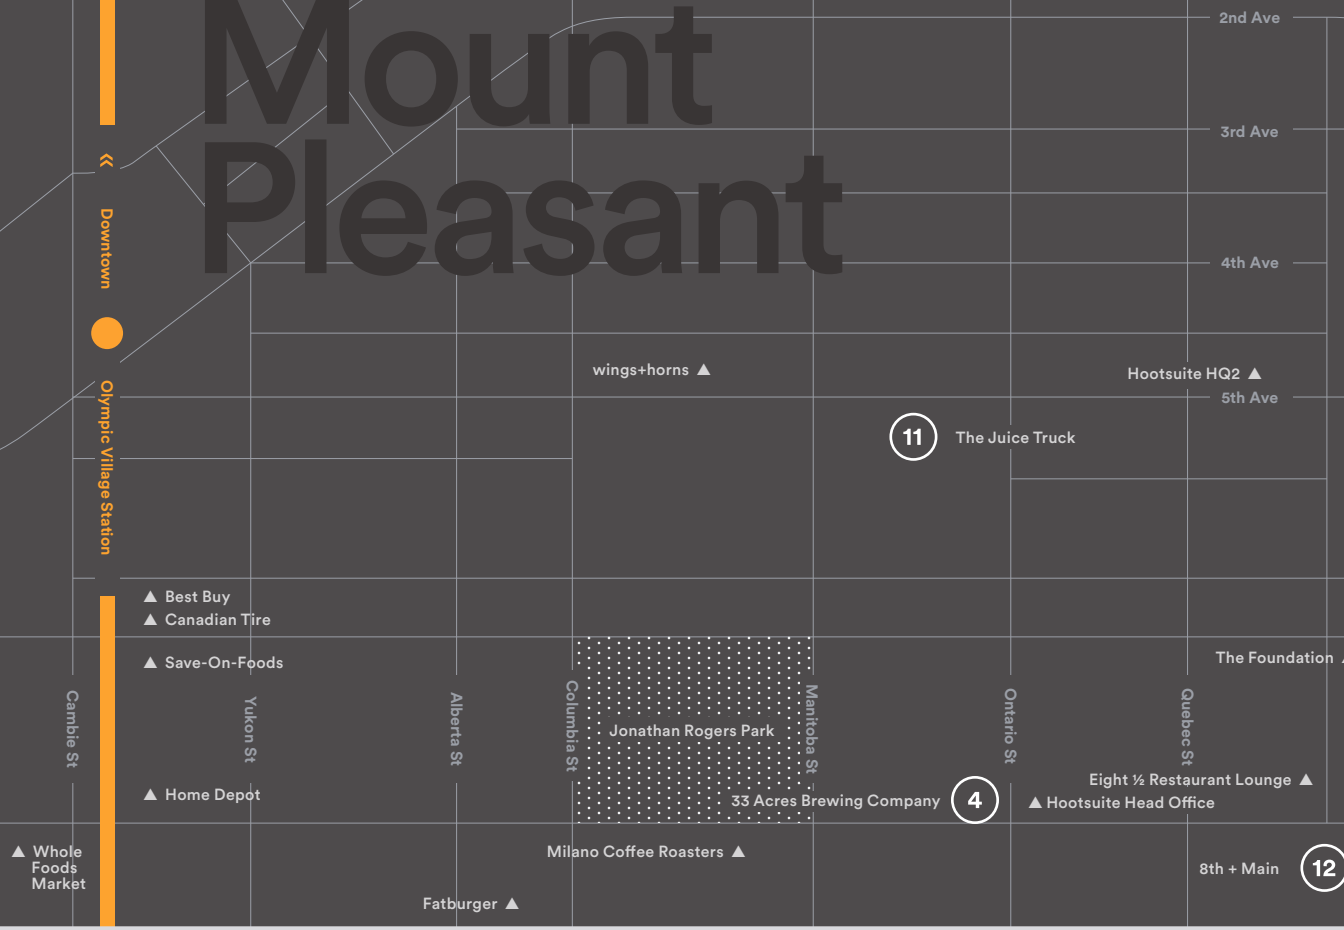 Mount
Pleasant
2nd Ave
3rd Ave
4th Ave
5th Ave
Downtown
Olympic Village Station
wings+horns
Hootsuite HQ2
11
The Juice Truck
Best Buy
Canadian Tire
Save-On-Foods
The Foundation
Cambie St
Yukon St
Alberta St
Columbia St
Manitoba St
Ontario St
Quebec St
Jonathan Rogers Park
Eight ½ Restaurant Lounge
Home Depot
33 Acres Brewing Company
4
Hootsuite Head Office
Whole
Foods
Market
Milano Coffee Roasters
8th + Main
12
Fatburger